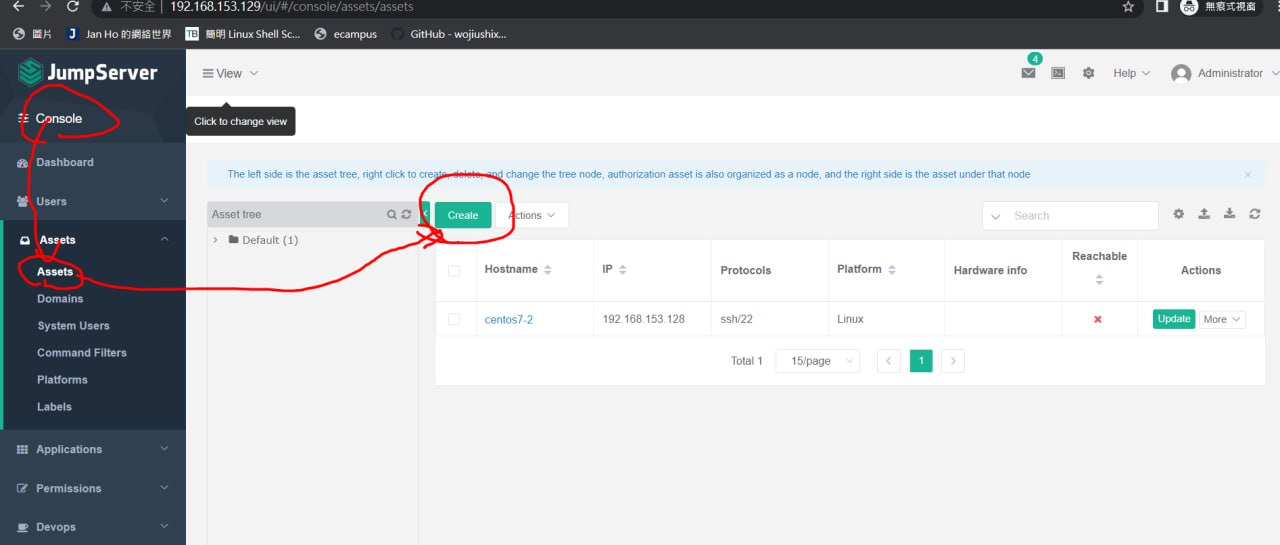 不安全 192.168.153.129/ui/#/console/assets/assets 無痕式視窗
圖片 J Jan Ho 的網絡世界 TB 簡明 Linux Shell Sc... ecampus GitHub - wojiushix...
JumpServer View 4 Help Administrator
Console
Click to change view
Dashboard
The left side is the asset tree, right click to create, delete, and change the tree node, authorization asset is also organized as a node, and the right side is the asset under that node
Users
Asset tree Create Actions Search
Assets Default (1)
Assets
Hostname IP Protocols Platform Hardware info Reachable Actions
Domains
System Users
centos7-2 192.168.153.128 ssh/22 Linux Update More
Command Filters
Total 1 15/page 1
Platforms
Labels
Applications
Permissions
Devops